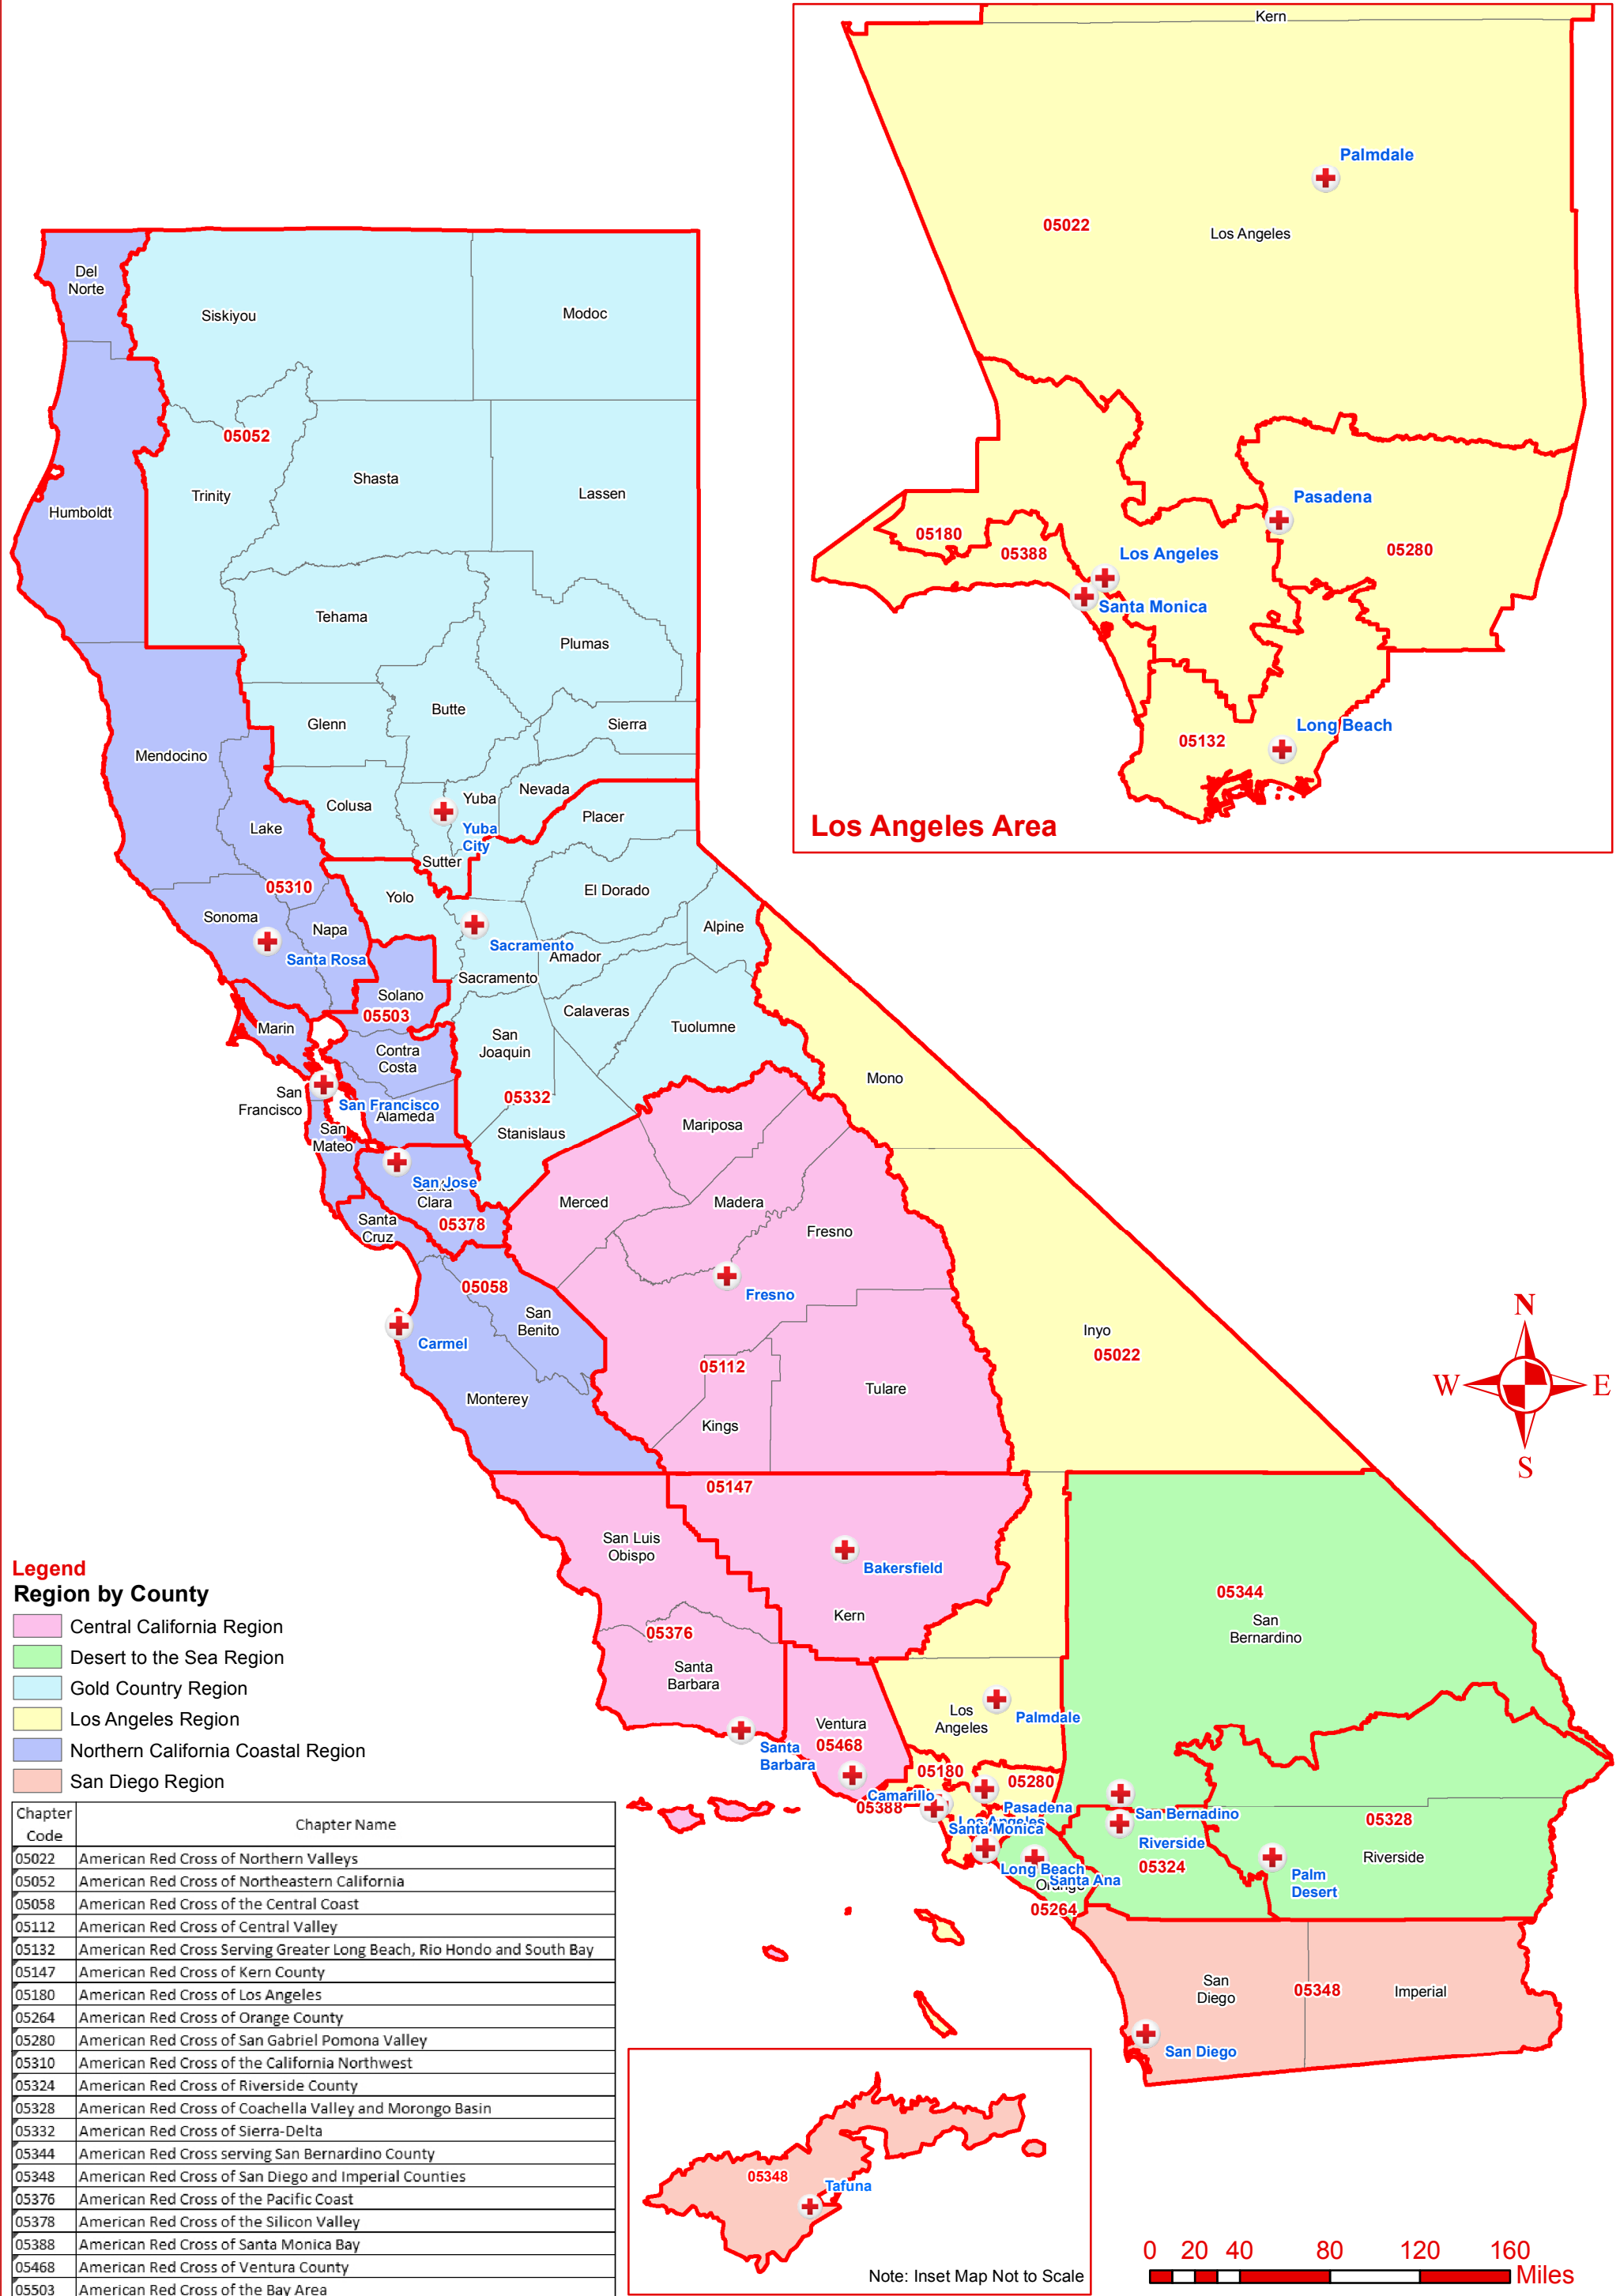 Kern
Palmdale
05022
Los Angeles
Pasadena
05180
05388
Los Angeles
05280
Santa Monica
Long Beach
05132
Los Angeles Area
Del
Norte
Siskiyou
Modoc
05052
Shasta
Trinity
Lassen
Humboldt
Tehama
Plumas
Butte
Glenn
Sierra
Mendocino
Nevada
Yuba
Colusa
Placer
Lake
Yuba
City
Sutter
05310
El Dorado
Yolo
Sonoma
Napa
Alpine
Sacramento
Santa Rosa
Amador
Sacramento
Solano
Calaveras
05503
Marin
Tuolumne
San
Joaquin
Contra
Costa
Mono
San
Francisco
San Francisco
05332
Alameda
Mariposa
San
Mateo
Stanislaus
San Jose
Clara
Merced
Madera
Santa
Cruz
05378
Fresno
05058
Fresno
San
Benito
Carmel
Inyo
05022
05112
Tulare
Monterey
Kings
N
W
E
S
05147
San Luis
Obispo
Bakersfield
05344
Kern
San
Bernardino
05376
Santa
Barbara
Los
Angeles
Palmdale
Ventura
05468
Santa
Barbara
05180
05280
Camarillo
05388
Pasadena
Los Angeles
Santa Monica
San Bernadino
05328
Riverside
Riverside
05324
Long Beach
Santa Ana
Orange
Palm
Desert
05264
San
Diego
05348
Imperial
San Diego
Legend
Region by County
Central California Region
Desert to the Sea Region
Gold Country Region
Los Angeles Region
Northern California Coastal Region
San Diego Region
Chapter
Code
Chapter Name
05022 American Red Cross of Northern Valleys
05052 American Red Cross of Northeastern California
05058 American Red Cross of the Central Coast
05112 American Red Cross of Central Valley
05132 American Red Cross Serving Greater Long Beach, Rio Hondo and South Bay
05147 American Red Cross of Kern County
05180 American Red Cross of Los Angeles
05264 American Red Cross of Orange County
05280 American Red Cross of San Gabriel Pomona Valley
05310 American Red Cross of the California Northwest
05324 American Red Cross of Riverside County
05328 American Red Cross of Coachella Valley and Morongo Basin
05332 American Red Cross of Sierra-Delta
05344 American Red Cross serving San Bernardino County
05348 American Red Cross of San Diego and Imperial Counties
05376 American Red Cross of the Pacific Coast
05378 American Red Cross of the Silicon Valley
05388 American Red Cross of Santa Monica Bay
05468 American Red Cross of Ventura County
05503 American Red Cross of the Bay Area
05348
Tafuna
Note: Inset Map Not to Scale
0 20 40 80 120 160
Miles